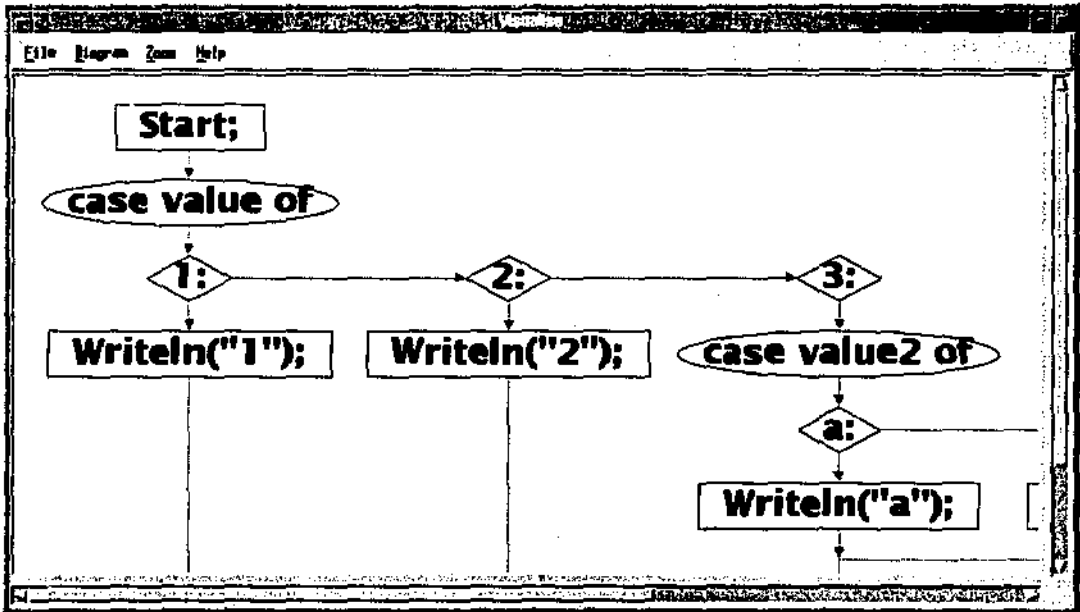 Visualise
File Diagram Zoom Help
Start;
case value of
1: 2: 3:
Writeln("1"); Writeln("2"); case value2 of
a:
Writeln("a");